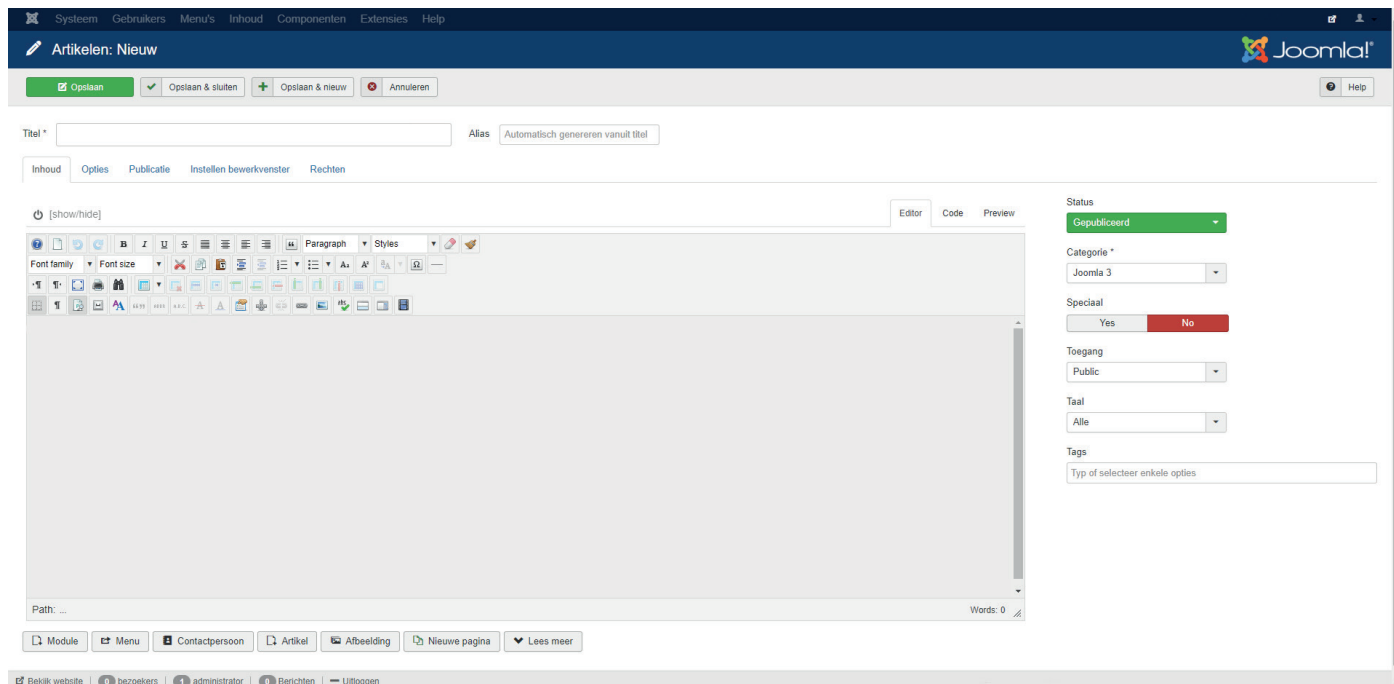 Systeem Gebruikers Menu's Inhoud Componenten Extensies Help
Artikelen: Nieuw
Joomla!®
Opslaan Opslaan & sluiten Opslaan & nieuw Annuleren Help
Titel * Alias Automatisch genereren vanuit titel
Inhoud Opties Publicatie Instellen bewerkvenster Rechten
[show/hide] Editor Code Preview
Paragraph Styles
Font family Font size
Path: ... Words: 0
Status
Gepubliceerd
Categorie *
Joomla 3
Speciaal
Yes No
Toegang
Public
Taal
Alle
Tags
Typ of selecteer enkele opties
Module Menu Contactpersoon Artikel Afbeelding Nieuwe pagina Lees meer
Bekijk website 0 bezoekers 1 administrator 0 Berichten Uitloggen